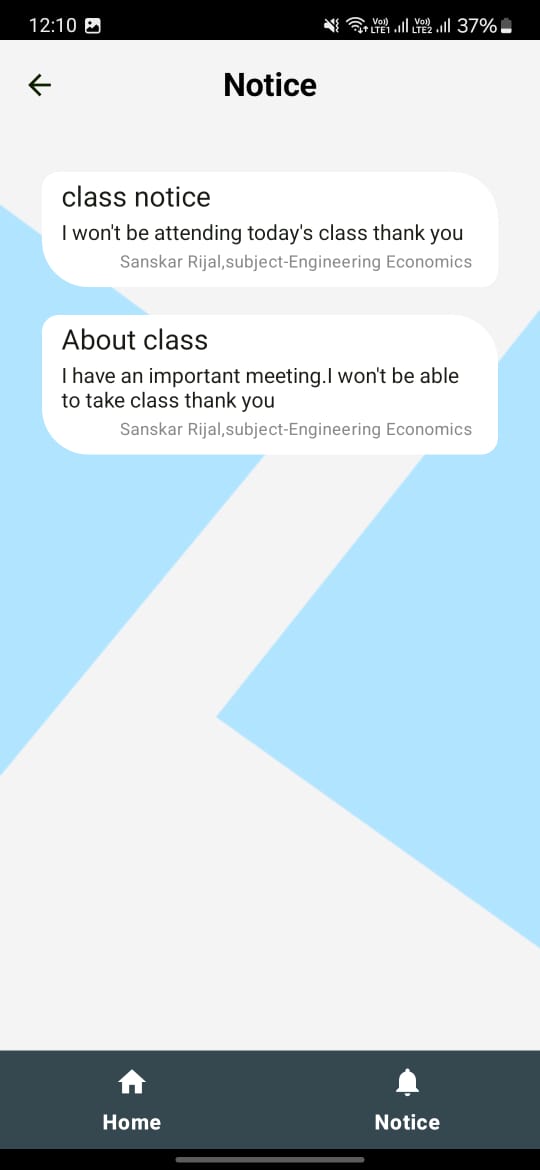 12:10
Vo)) LTE1 Vo)) LTE2 37%
Notice
class notice
I won't be attending today's class thank you
Sanskar Rijal,subject-Engineering Economics
About class
I have an important meeting.I won't be able
to take class thank you
Sanskar Rijal,subject-Engineering Economics
Home Notice